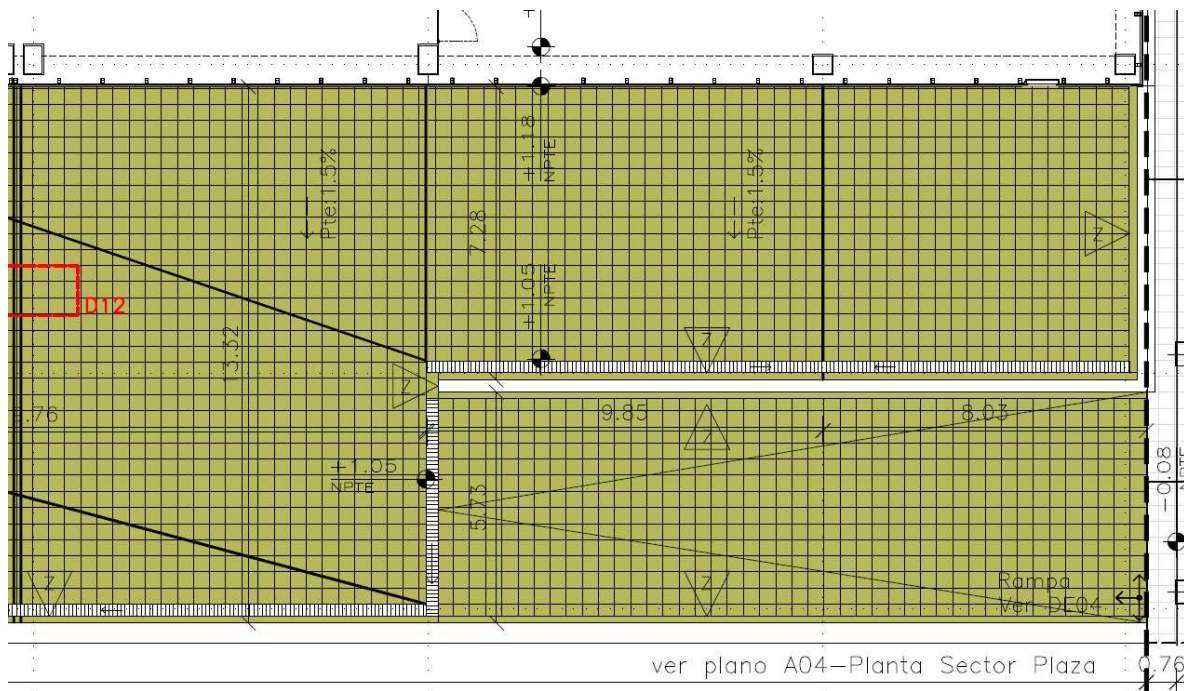 +1.18
NPTE
Pte:1.5%
Pte:1.5%
7.28
Z
+1.05
NPTE
D12
13.32
Z
Z
.76
9.85
8.03
Z
+1.05
NPTE
-0.08
NPTE
5.73
Z
Z
Rampa
Ver DE04
ver plano A04-Planta Sector Plaza
0.76